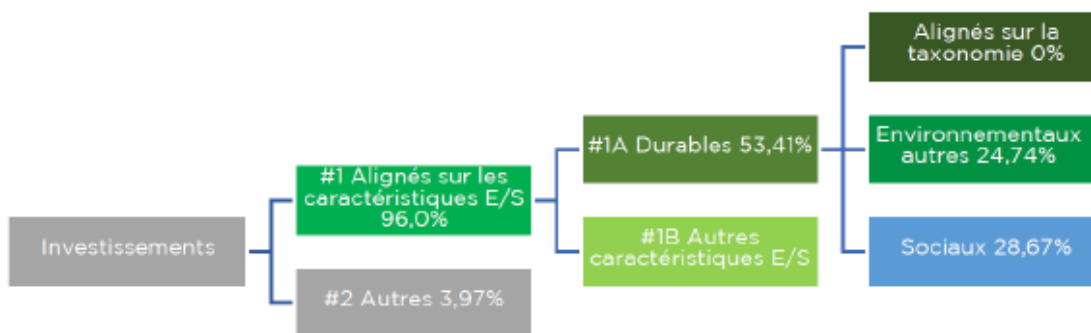 Investissements
#1 Alignés sur les
caractéristiques E/S
96,0%
#2 Autres 3,97%
#1A Durables 53,41%
#1B Autres
caractéristiques E/S
Alignés sur la
taxonomie 0%
Environnementaux
autres 24,74%
Sociaux 28,67%